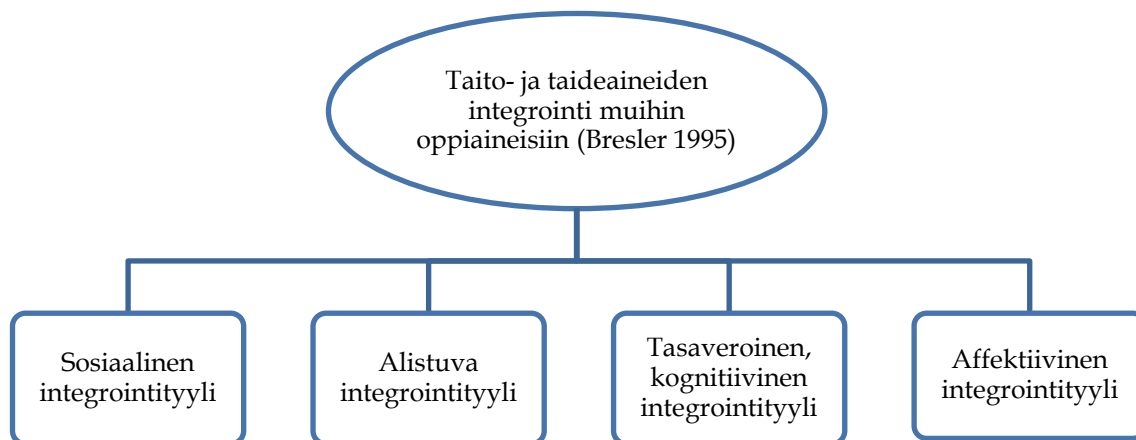 Taito- ja taideaineiden
integrointi muihin
oppiaineisiin (Bresler 1995)
Sosiaalinen
integrointityyli
Alistuva
integrointityyli
Tasaveroinen,
kognitiivinen
integrointityyli
Affektiivinen
integrointityyli